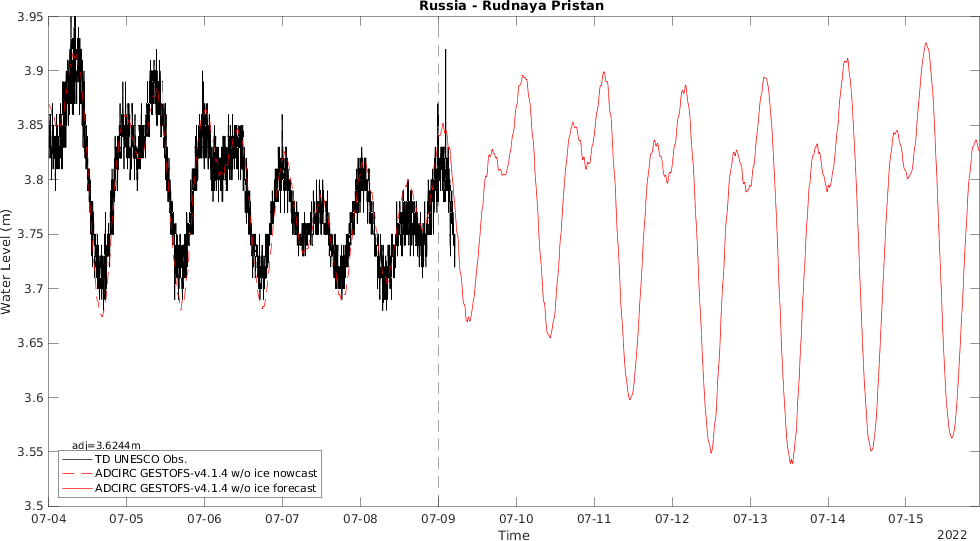 Russia - Rudnaya Pristan
3.95
3.9
3.85
3.8
3.75
3.7
3.65
3.6
3.55
3.5
Water Level (m)
adj=3.6244m
TD UNESCO Obs.
ADCIRC GESTOFS-v4.1.4 w/o ice nowcast
ADCIRC GESTOFS-v4.1.4 w/o ice forecast
07-04 07-05 07-06 07-07 07-08 07-09 07-10 07-11 07-12 07-13 07-14 07-15
Time
2022